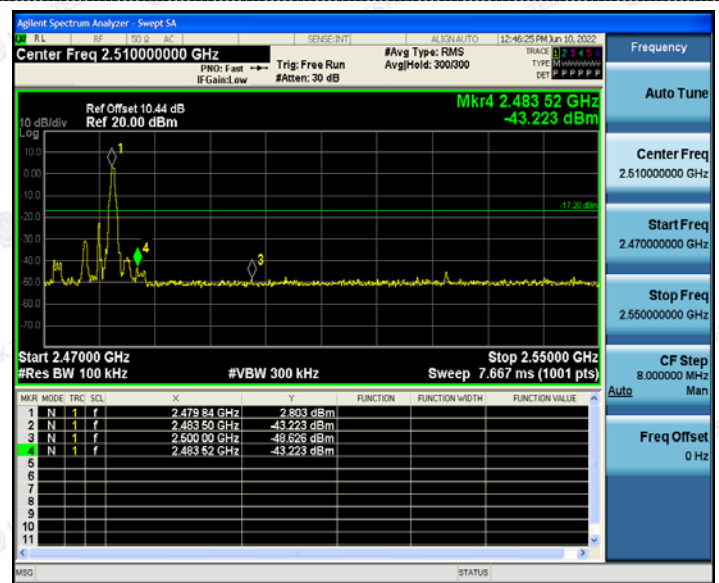 Agilent Spectrum Analyzer - Swept SA
RL RF 50 Ω AC SENSE:INT ALIGNAUTO 12:46:25 PM Jun 10, 2022
Center Freq 2.510000000 GHz
PNO: Fast Trig: Free Run
IFGain:Low #Atten: 30 dB
#Avg Type: RMS
Avg|Hold: 300/300
TRACE 1 2 3 4 5 6
TYPE M
DET P P P P P P
Mkr4 2.483 52 GHz
-43.223 dBm
Ref Offset 10.44 dB
10 dB/div Ref 20.00 dBm
Log
10.0
0.00
-10.0
-20.0
-30.0
-40.0
-50.0
-60.0
-70.0
-17.20 dBm
1
4
3
Start 2.47000 GHz Stop 2.55000 GHz
#Res BW 100 kHz #VBW 300 kHz Sweep 7.667 ms (1001 pts)
MKR MODE TRC SCL X Y FUNCTION FUNCTION WIDTH FUNCTION VALUE
1 N 1 f 2.479 84 GHz 2.803 dBm
2 N 1 f 2.483 50 GHz -43.223 dBm
3 N 1 f 2.500 00 GHz -48.626 dBm
4 N 1 f 2.483 52 GHz -43.223 dBm
5
6
7
8
9
10
11
MSG STATUS
Frequency
Auto Tune
Center Freq
2.510000000 GHz
Start Freq
2.470000000 GHz
Stop Freq
2.550000000 GHz
CF Step
8.000000 MHz
Auto Man
Freq Offset
0 Hz